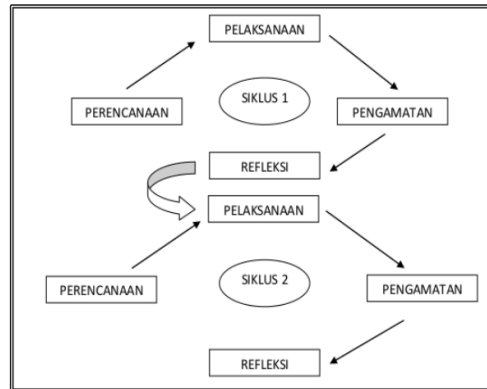 PELAKSANAAN
SIKLUS 1
PERENCANAAN
PENGAMATAN
REFLEKSI
PELAKSANAAN
SIKLUS 2
PERENCANAAN
PENGAMATAN
REFLEKSI